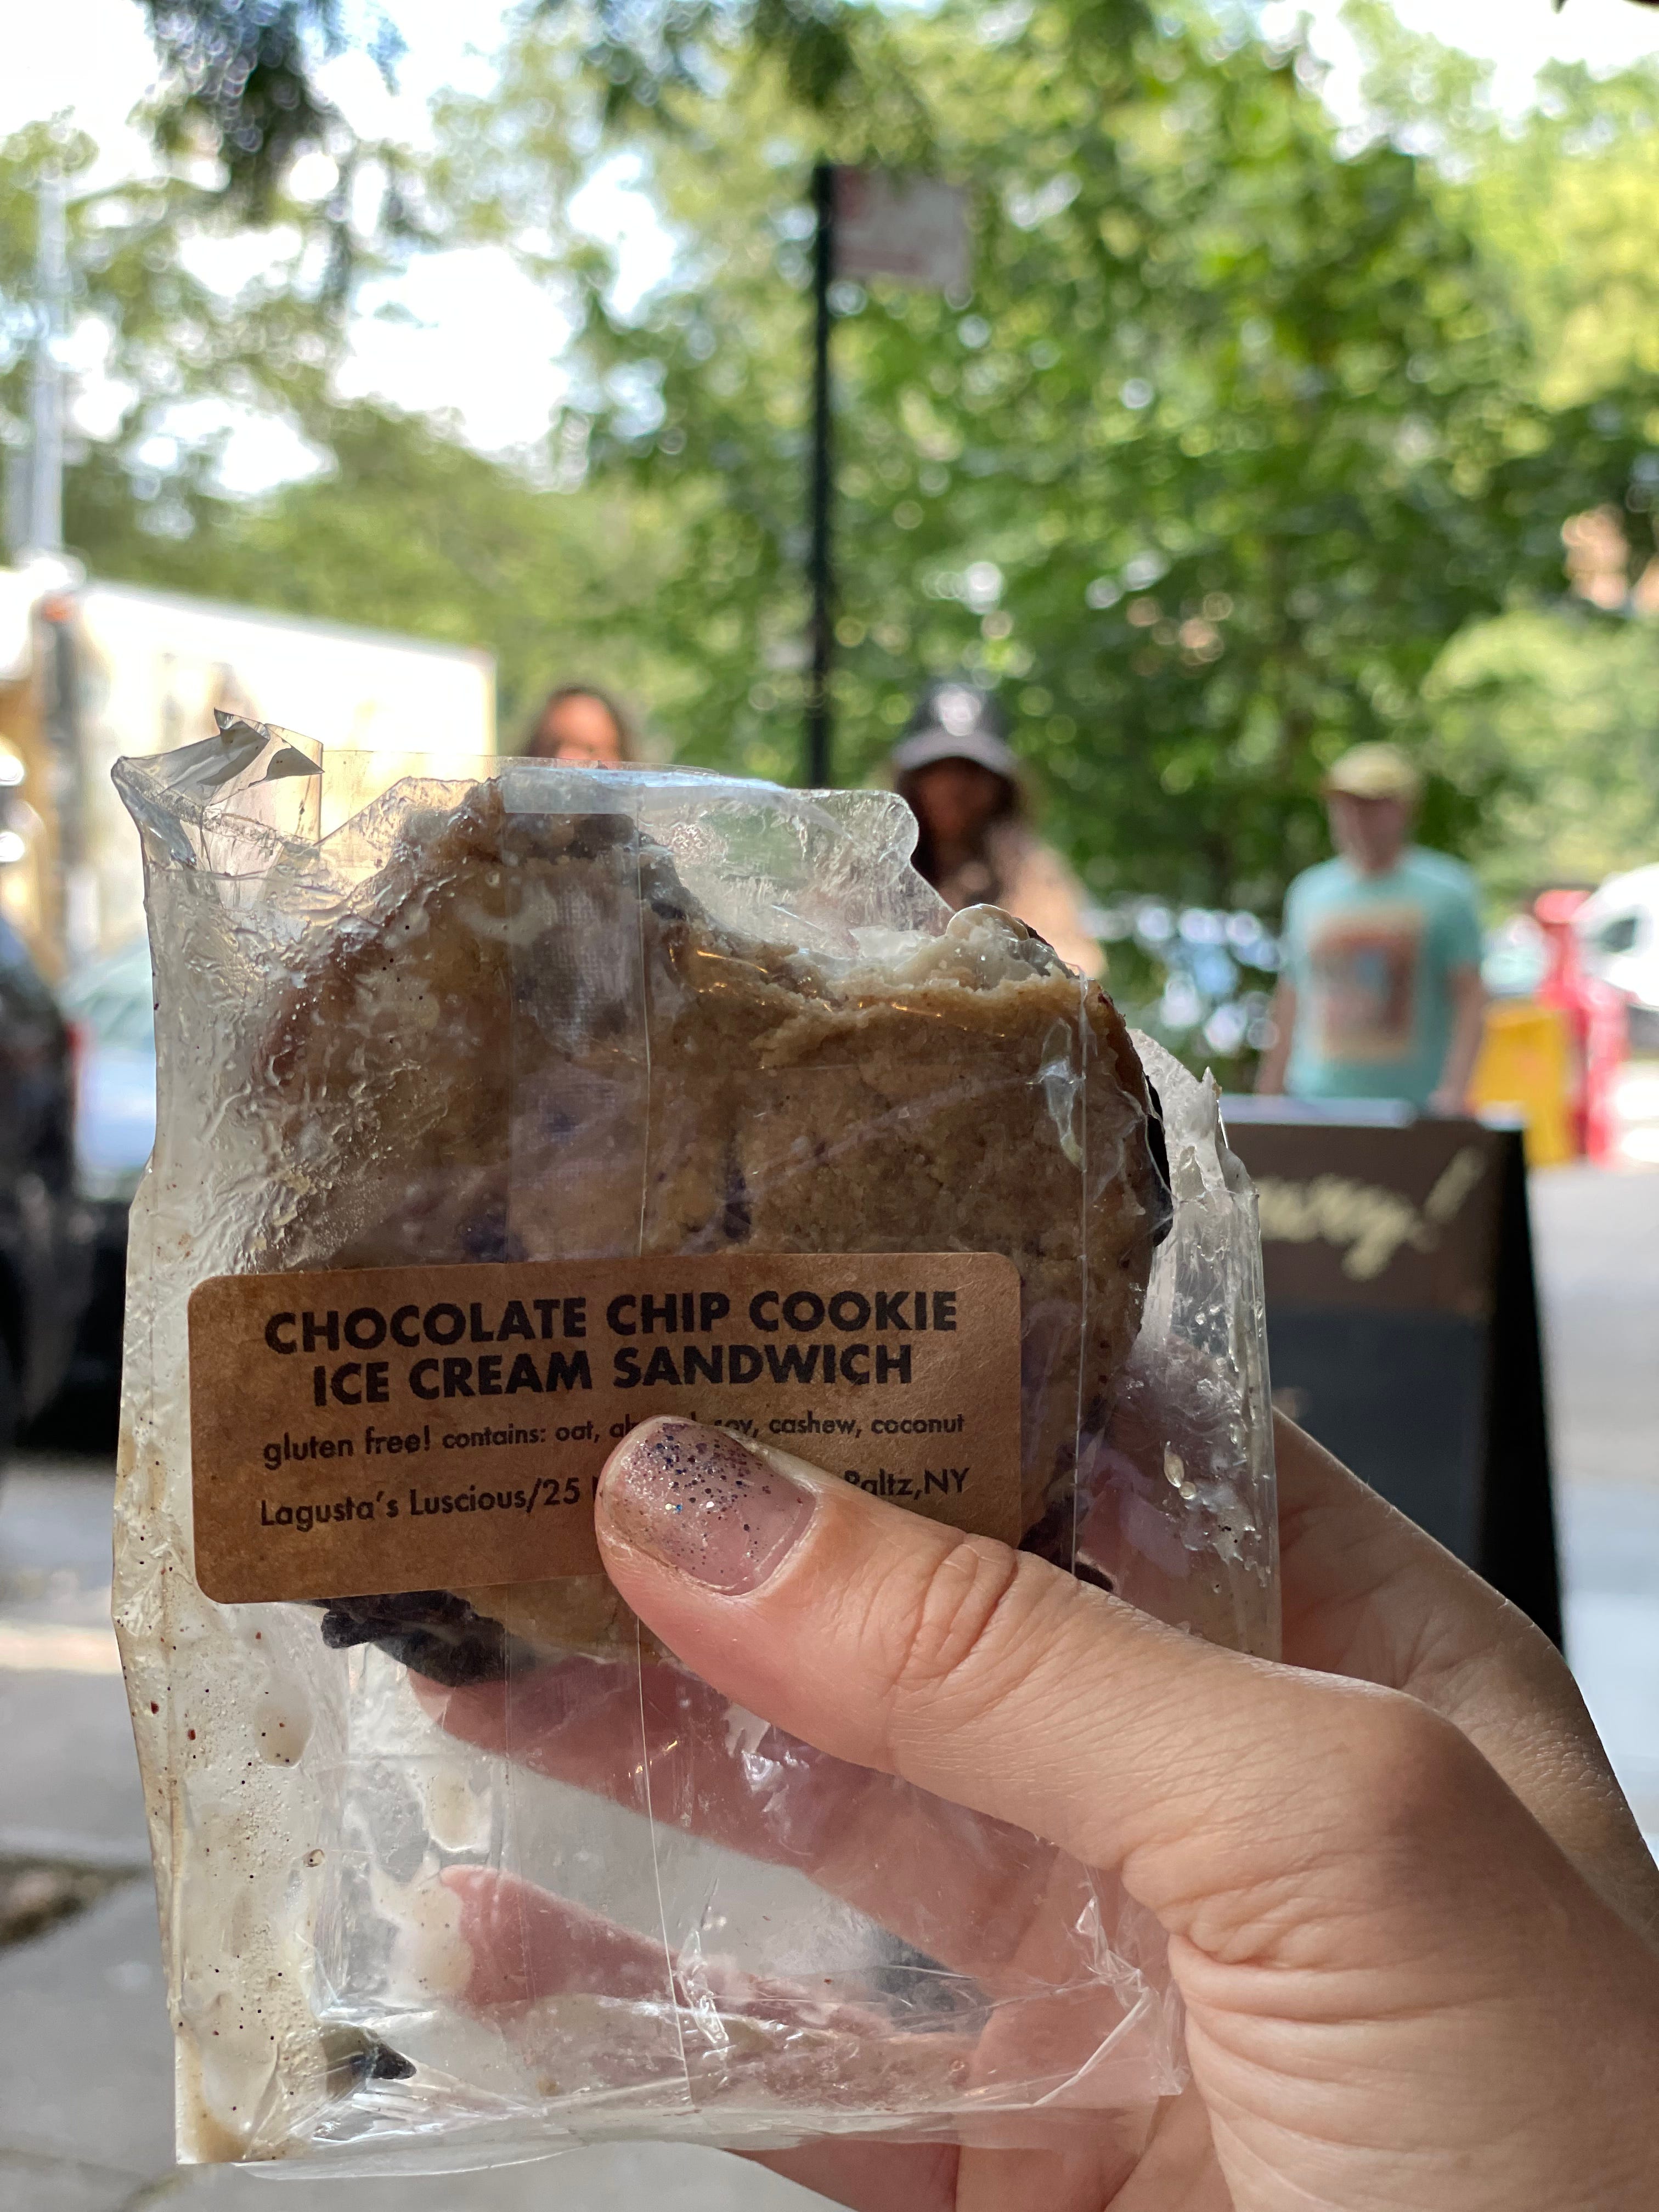 CHOCOLATE CHIP COOKIE
ICE CREAM SANDWICH
gluten free! contains: oat, soy, cashew, coconut
Lagusta's Luscious/25 Paltz, NY